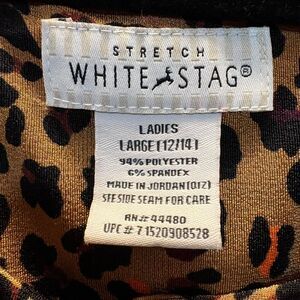 STRETCH
WHITE STAG®
LADIES
LARGE(12/14)
94% POLYESTER
6% SPANDEX
MADE IN JORDAN(012)
SEE SIDE SEAM FOR CARE
RN# 44480
UPC # 71520908528